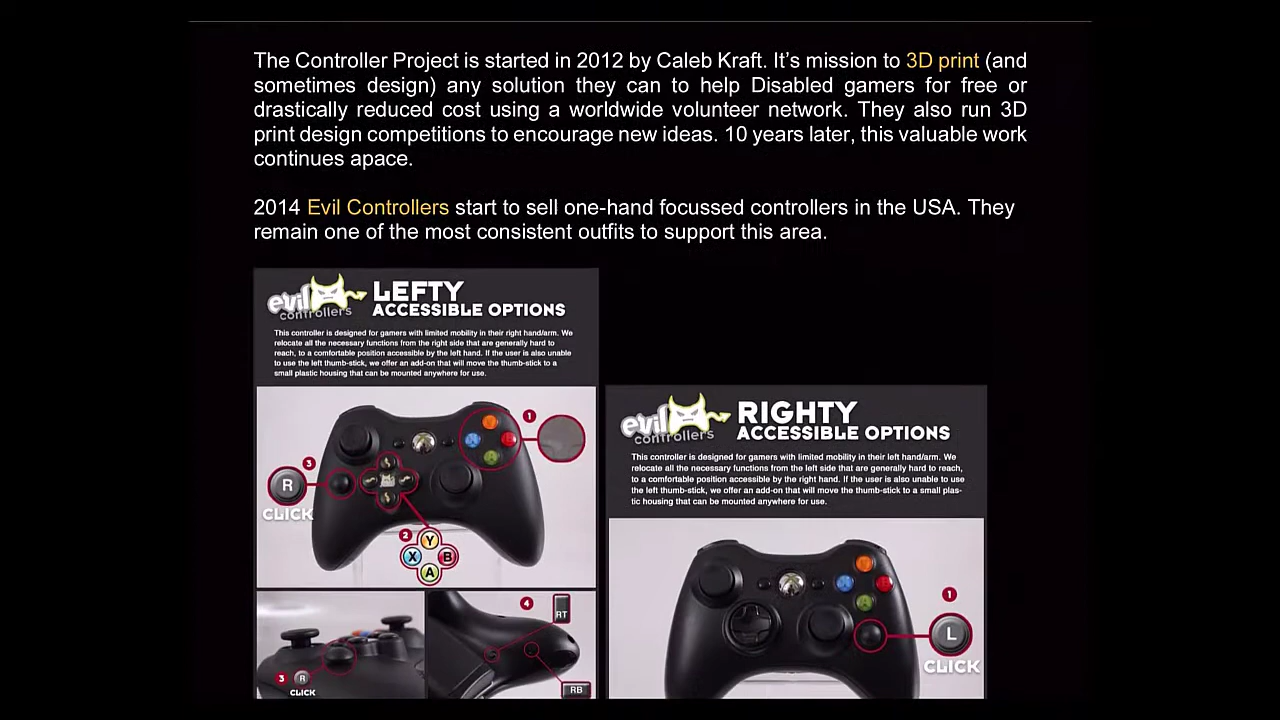 The Controller Project is started in 2012 by Caleb Kraft. It's mission to 3D print (and
sometimes design) any solution they can to help Disabled gamers for free or
drastically reduced cost using a worldwide volunteer network. They also run 3D
print design competitions to encourage new ideas. 10 years later, this valuable work
continues apace.
2014 Evil Controllers start to sell one-hand focussed controllers in the USA. They
remain one of the most consistent outfits to support this area.
evil controllers
LEFTY
ACCESSIBLE OPTIONS
This controller is designed for gamers with limited mobility in their right hand/arm. We
relocate all the necessary functions from the right side that are generally hard to
reach, to a comfortable position accessible by the left hand. If the user is also unable
to use the left thumb-stick, we offer an add-on that will move the thumb-stick to a
small plastic housing that can be mounted anywhere for use.
1
3
R
CLICK
2
Y
X
B
A
4
RT
3
R
CLICK
RB
evil controllers
RIGHTY
ACCESSIBLE OPTIONS
This controller is designed for gamers with limited mobility in their left hand/arm. We
relocate all the necessary functions from the left side that are generally hard to reach,
to a comfortable position accessible by the right hand. If the user is also unable to use
the left thumb-stick, we offer an add-on that will move the thumb-stick to a small plas-
tic housing that can be mounted anywhere for use.
1
L
CLICK